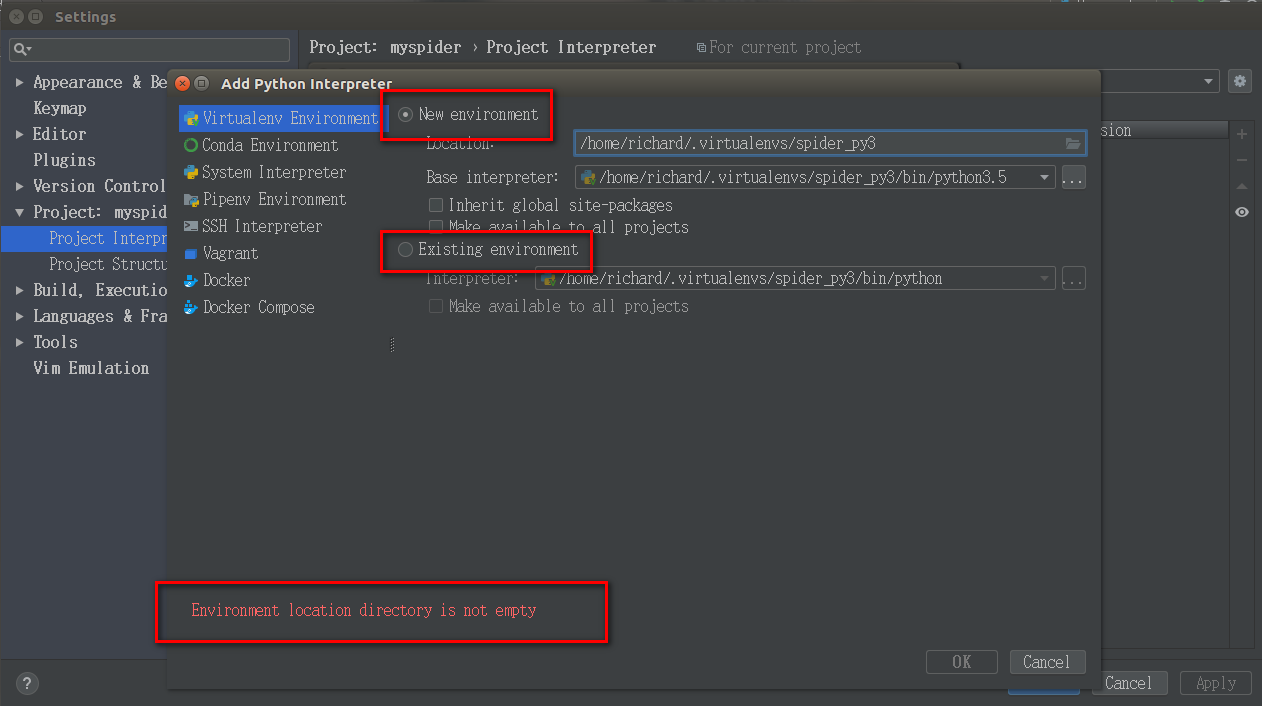 Settings
Project: myspider › Project Interpreter For current project
Appearance & Be
Keymap
Editor
Plugins
Version Control
Project: myspid
Project Interpr
Project Structu
Build, Executio
Languages & Fra
Tools
Vim Emulation
sion
Add Python Interpreter
Virtualenv Environment
Conda Environment
System Interpreter
Pipenv Environment
SSH Interpreter
Vagrant
Docker
Docker Compose
New environment
Location: /home/richard/.virtualenvs/spider_py3
Base interpreter: /home/richard/.virtualenvs/spider_py3/bin/python3.5 ...
Inherit global site-packages
Make available to all projects
Existing environment
Interpreter: /home/richard/.virtualenvs/spider_py3/bin/python ...
Make available to all projects
Environment location directory is not empty
OK Cancel
? Cancel Apply